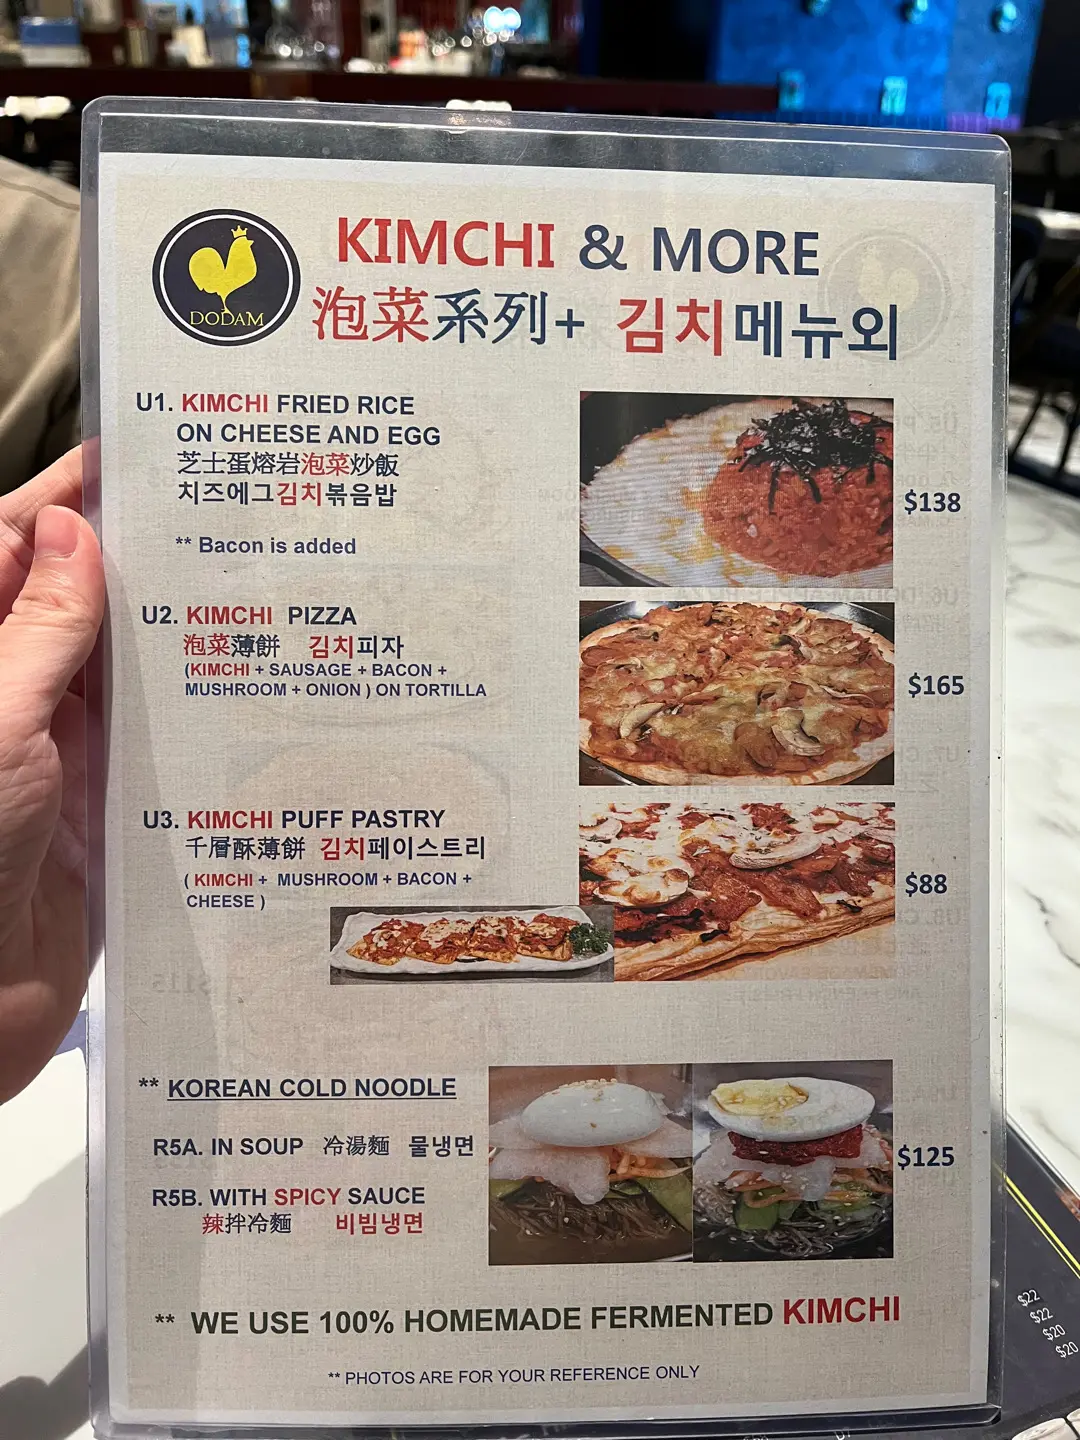 DODAM
KIMCHI & MORE
泡菜系列+ 김치메뉴외
U1. KIMCHI FRIED RICE
ON CHEESE AND EGG
芝士蛋熔岩泡菜炒飯
치즈에그김치볶음밥
$138
** Bacon is added
U2. KIMCHI PIZZA
泡菜薄餅 김치피자
(KIMCHI + SAUSAGE + BACON +
MUSHROOM + ONION ) ON TORTILLA
$165
U3. KIMCHI PUFF PASTRY
千層酥薄餅 김치페이스트리
( KIMCHI + MUSHROOM + BACON +
CHEESE )
$88
** KOREAN COLD NOODLE
R5A. IN SOUP 冷湯麵 물냉면
$125
R5B. WITH SPICY SAUCE
辣拌冷麵 비빔냉면
** WE USE 100% HOMEMADE FERMENTED KIMCHI
** PHOTOS ARE FOR YOUR REFERENCE ONLY
$22
$22
$20
$20